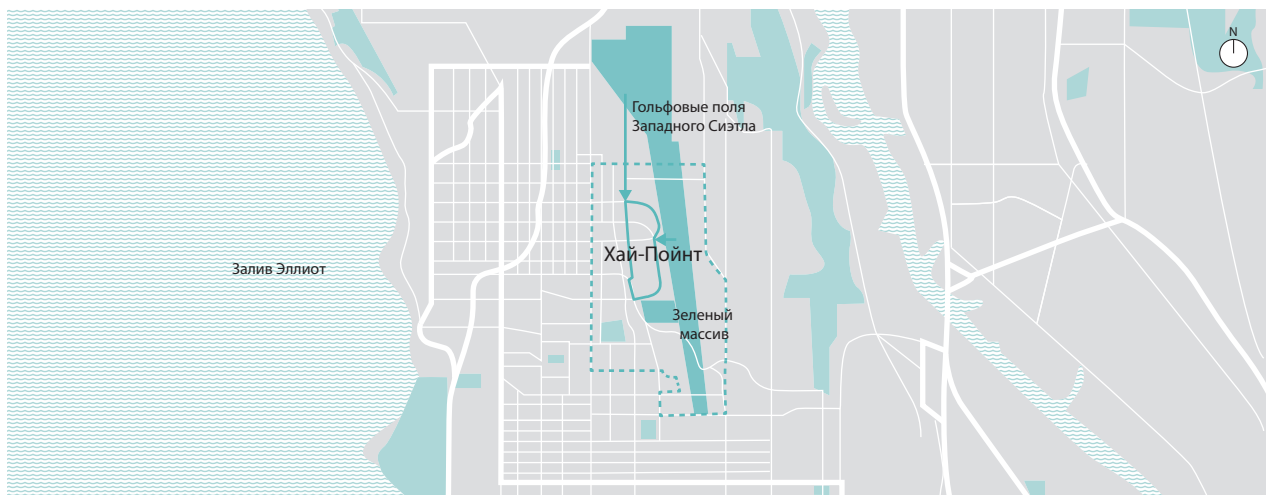 N
Гольфовые поля
Западного Сиэтла
Хай-Пойнт
Залив Эллиот
Зеленый
массив